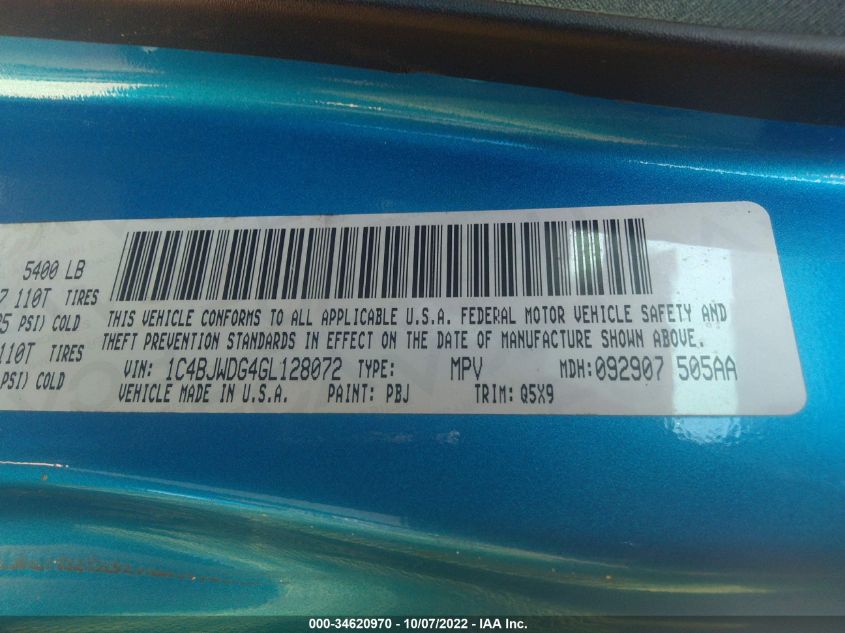 5400 LB
7 110T TIRES
35 PSI) COLD
110T TIRES
PSI) COLD
THIS VEHICLE CONFORMS TO ALL APPLICABLE U.S.A. FEDERAL MOTOR VEHICLE SAFETY AND
THEFT PREVENTION STANDARDS IN EFFECT ON THE DATE OF MANUFACTURE SHOWN ABOVE.
VIN: 1C4BJWDG4GL128072 TYPE: MPV MDH: 092907 505AA
VEHICLE MADE IN U.S.A. PAINT: PBJ TRIM: Q5X9
000-34620970 - 10/07/2022 - IAA Inc.